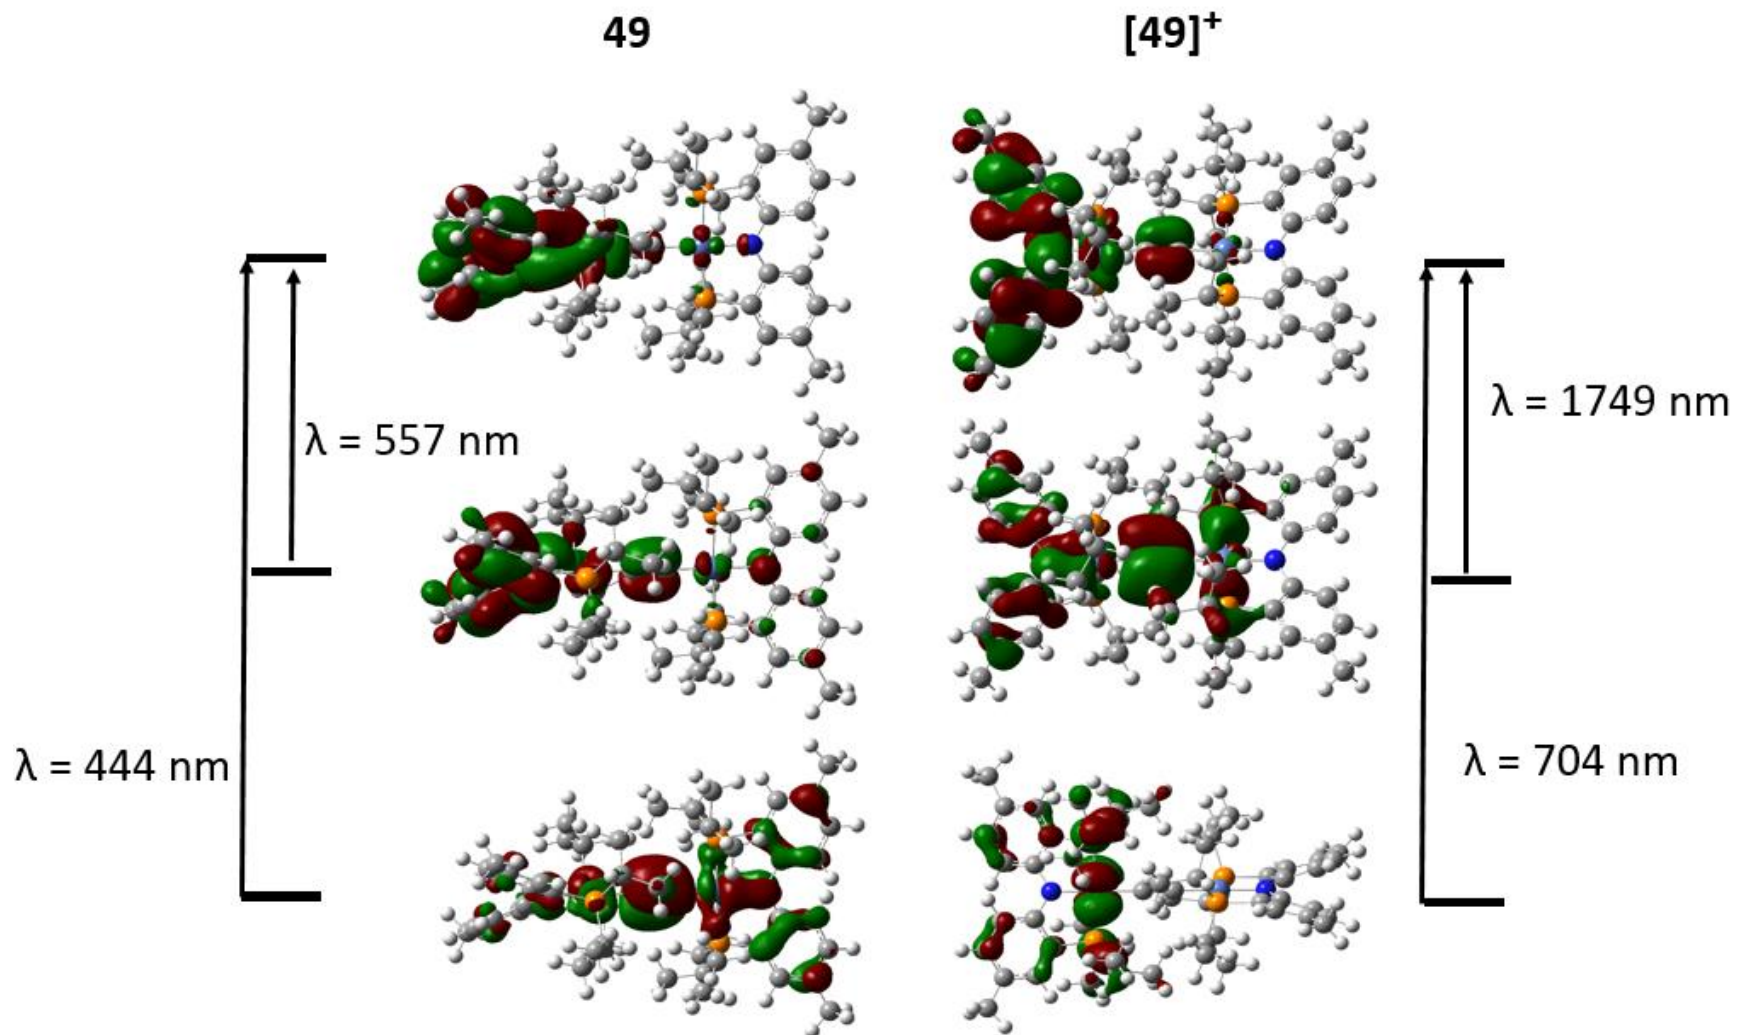 49
[49]⁺
λ = 557 nm
λ = 1749 nm
λ = 444 nm
λ = 704 nm